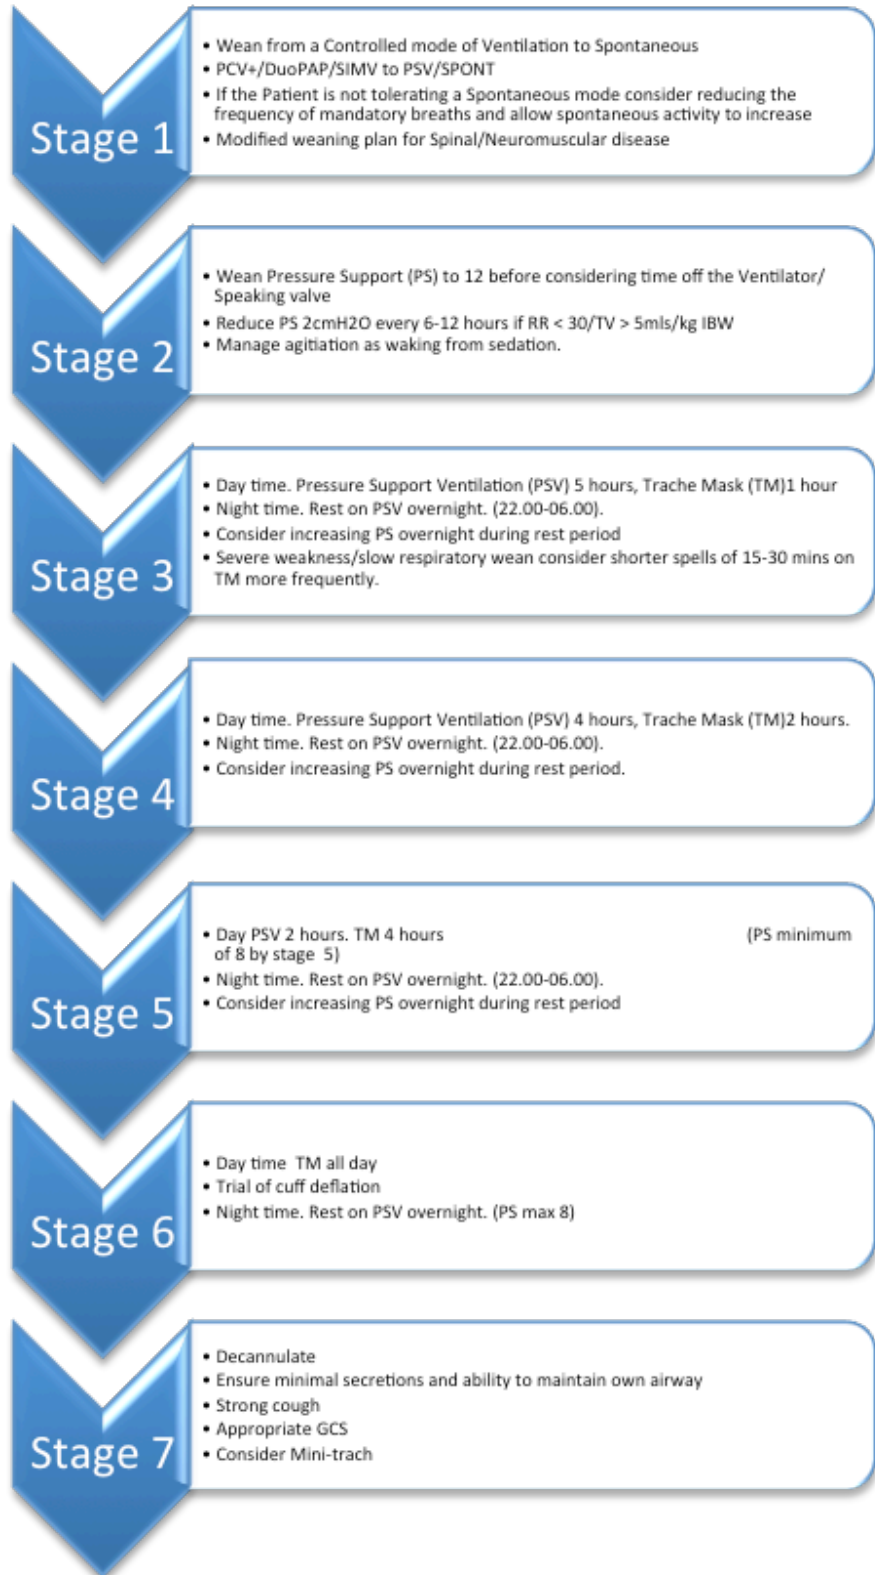 Stage 1
• Wean from a Controlled mode of Ventilation to Spontaneous
• PCV+/DuoPAP/SIMV to PSV/SPONT
• If the Patient is not tolerating a Spontaneous mode consider reducing the
frequency of mandatory breaths and allow spontaneous activity to increase
• Modified weaning plan for Spinal/Neuromuscular disease
Stage 2
• Wean Pressure Support (PS) to 12 before considering time off the Ventilator/
Speaking valve
• Reduce PS 2cmH2O every 6-12 hours if RR < 30/TV > 5mls/kg IBW
• Manage agitiation as waking from sedation.
Stage 3
• Day time. Pressure Support Ventilation (PSV) 5 hours, Trache Mask (TM)1 hour
• Night time. Rest on PSV overnight. (22.00-06.00).
• Consider increasing PS overnight during rest period
• Severe weakness/slow respiratory wean consider shorter spells of 15-30 mins on
TM more frequently.
Stage 4
• Day time. Pressure Support Ventilation (PSV) 4 hours, Trache Mask (TM)2 hours.
• Night time. Rest on PSV overnight. (22.00-06.00).
• Consider increasing PS overnight during rest period.
Stage 5
• Day PSV 2 hours. TM 4 hours (PS minimum
of 8 by stage 5)
• Night time. Rest on PSV overnight. (22.00-06.00).
• Consider increasing PS overnight during rest period
Stage 6
• Day time TM all day
• Trial of cuff deflation
• Night time. Rest on PSV overnight. (PS max 8)
Stage 7
• Decannulate
• Ensure minimal secretions and ability to maintain own airway
• Strong cough
• Appropriate GCS
• Consider Mini-trach